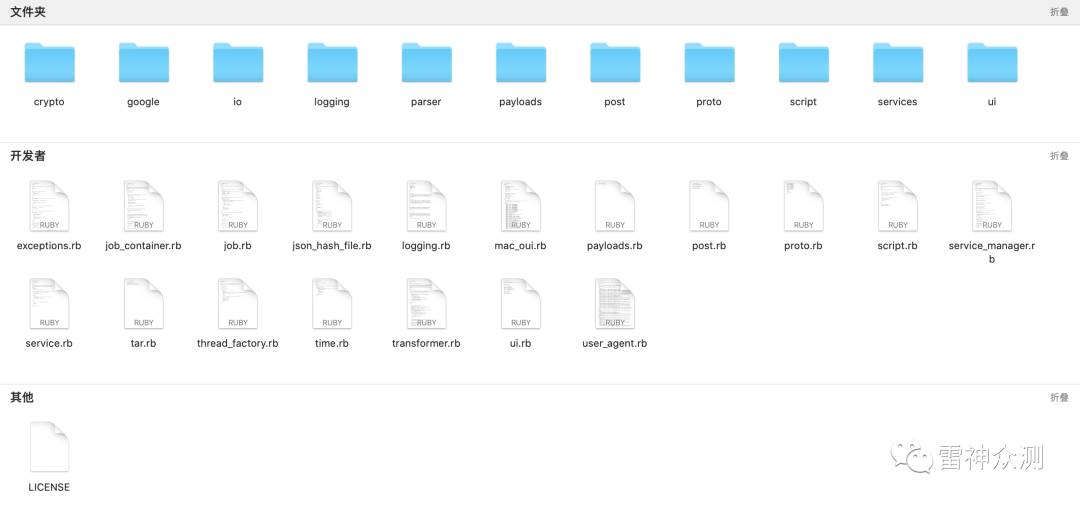 文件夹 折叠
crypto google io logging parser payloads post proto script services ui
开发者 折叠
RUBY RUBY RUBY RUBY RUBY RUBY RUBY RUBY RUBY RUBY RUBY
exceptions.rb job_container.rb job.rb json_hash_file.rb logging.rb mac_oui.rb payloads.rb post.rb proto.rb script.rb service_manager.r
b
RUBY RUBY RUBY RUBY RUBY RUBY RUBY
service.rb tar.rb thread_factory.rb time.rb transformer.rb ui.rb user_agent.rb
其他 折叠
雷神众测
LICENSE